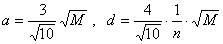 a = 3/√10 √M , d = 4/√10 · 1/n · √M